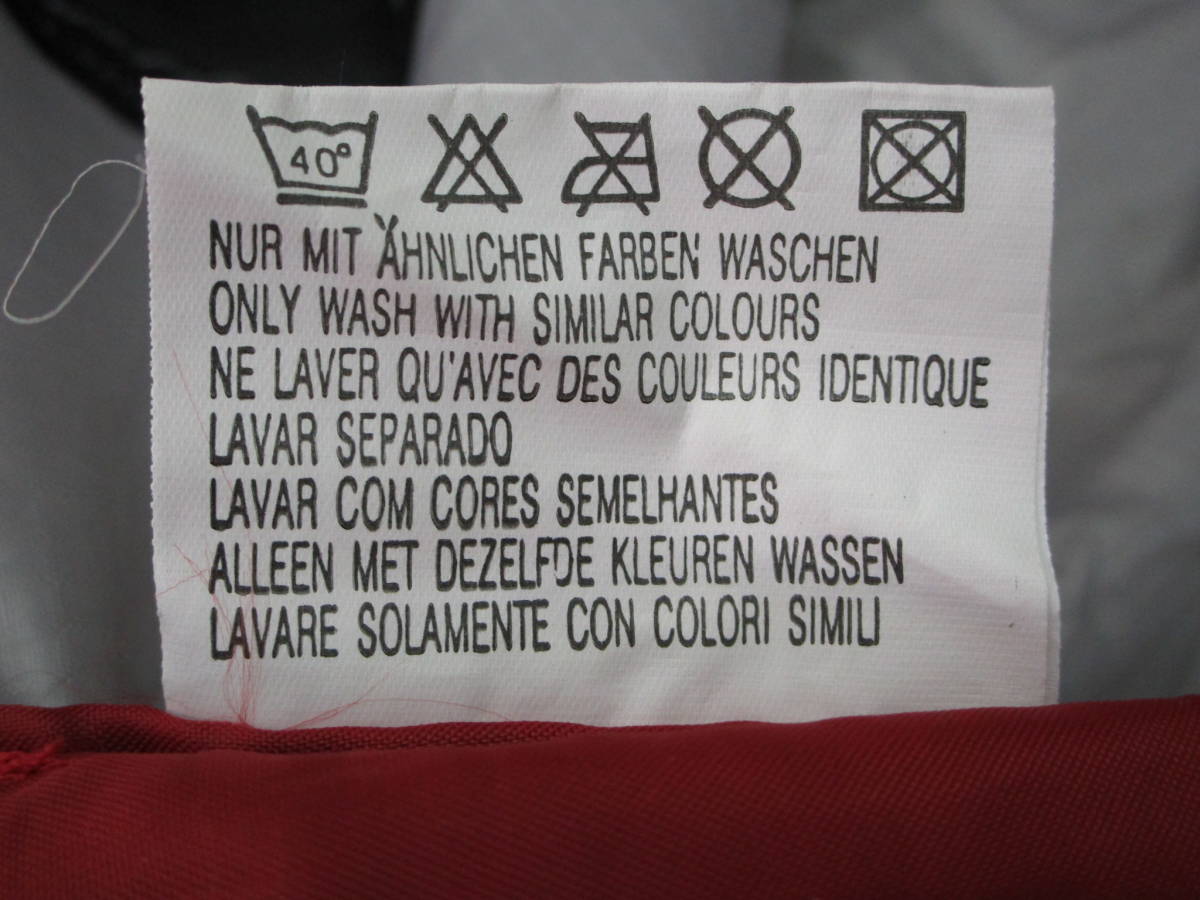 40°
NUR MIT ÄHNLICHEN FARBEN WASCHEN
ONLY WASH WITH SIMILAR COLOURS
NE LAVER QU'AVEC DES COULEURS IDENTIQUE
LAVAR SEPARADO
LAVAR COM CORES SEMELHANTES
ALLEEN MET DEZELFDE KLEUREN WASSEN
LAVARE SOLAMENTE CON COLORI SIMILI